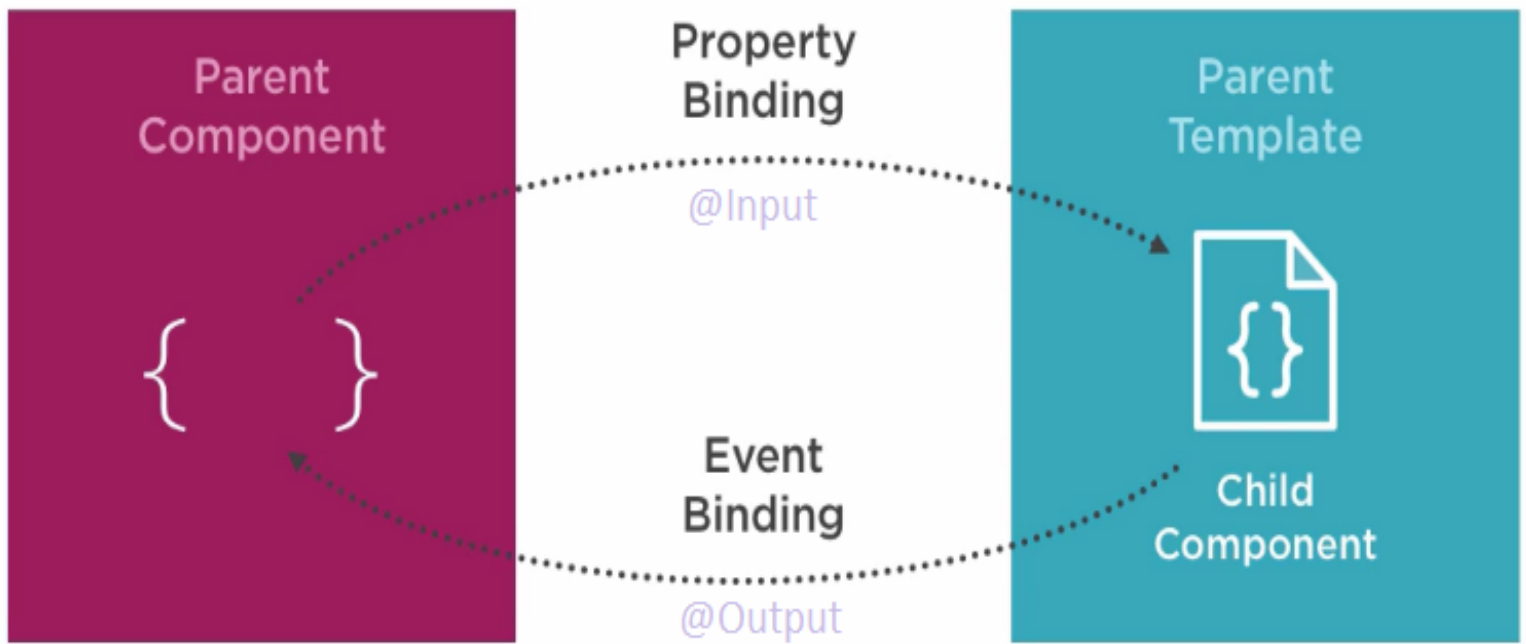 Parent
Component
{ }
Property
Binding
@Input
Event
Binding
@Output
Parent
Template
{}
Child
Component